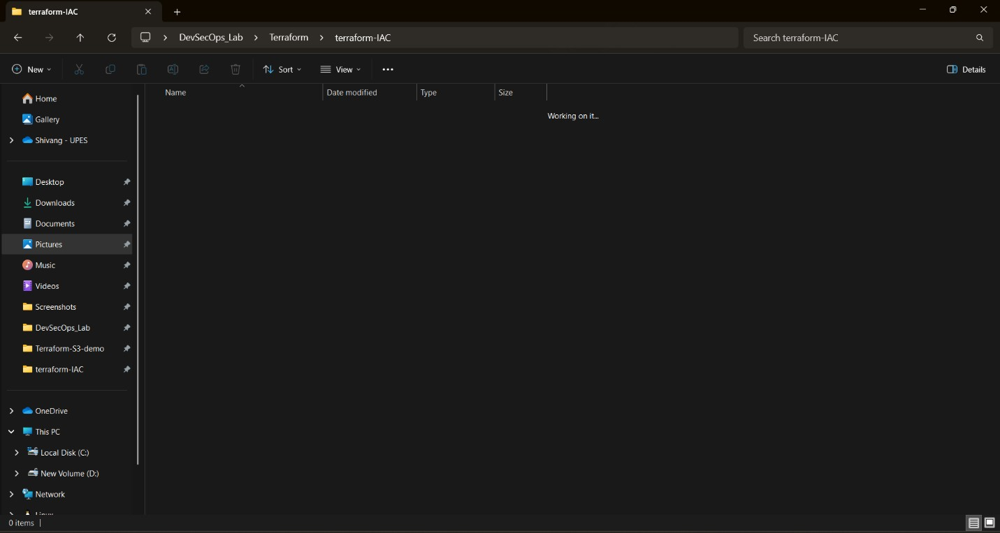 terraform-IAC
DevSecOps_Lab > Terraform > terraform-IAC
Search terraform-IAC
New
Sort
View
Details
Name
Date modified
Type
Size
Working on it...
Home
Gallery
Shivang - UPES
Desktop
Downloads
Documents
Pictures
Music
Videos
Screenshots
DevSecOps_Lab
Terraform-S3-demo
terraform-IAC
OneDrive
This PC
Local Disk (C:)
New Volume (D:)
Network
Linux
0 items